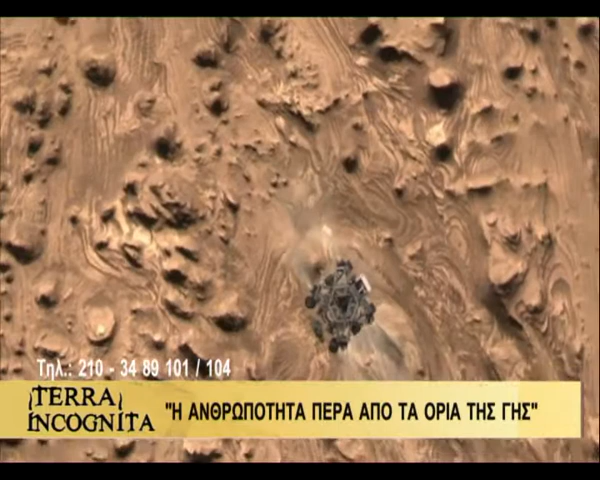 Τηλ.: 210 - 34 89 101 / 104
TERRA
INCOGNITA
"Η ΑΝΘΡΩΠΟΤΗΤΑ ΠΕΡΑ ΑΠΟ ΤΑ ΟΡΙΑ ΤΗΣ ΓΗΣ"